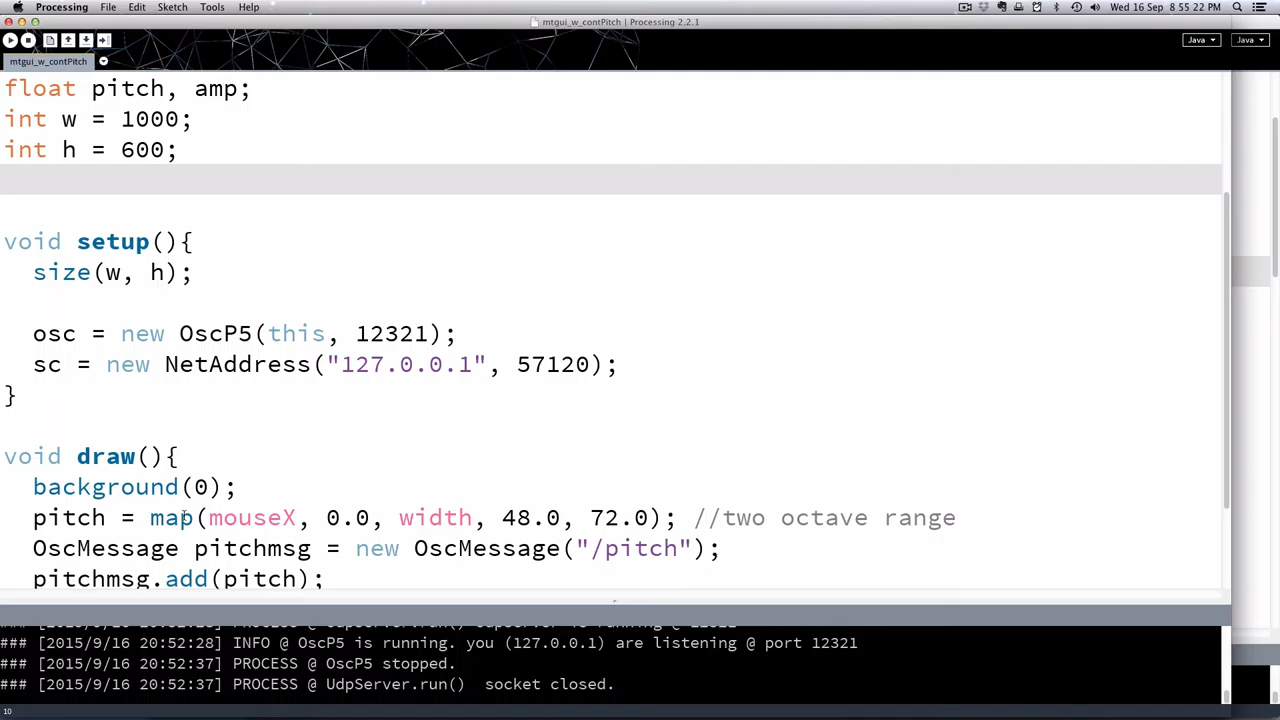 Processing File Edit Sketch Tools Help Wed 16 Sep 8 55 22 PM
mtgui_w_contPitch | Processing 2.2.1
Java Java
mtgui_w_contPitch
float pitch, amp;
int w = 1000;
int h = 600;
void setup(){
size(w, h);
osc = new OscP5(this, 12321);
sc = new NetAddress("127.0.0.1", 57120);
}
void draw(){
background(0);
pitch = map(mouseX, 0.0, width, 48.0, 72.0); //two octave range
OscMessage pitchmsg = new OscMessage("/pitch");
pitchmsg.add(pitch);
### [2015/9/16 20:52:28] INFO @ OscP5 is running. you (127.0.0.1) are listening @ port 12321
### [2015/9/16 20:52:37] PROCESS @ OscP5 stopped.
### [2015/9/16 20:52:37] PROCESS @ UdpServer.run() socket closed.
10